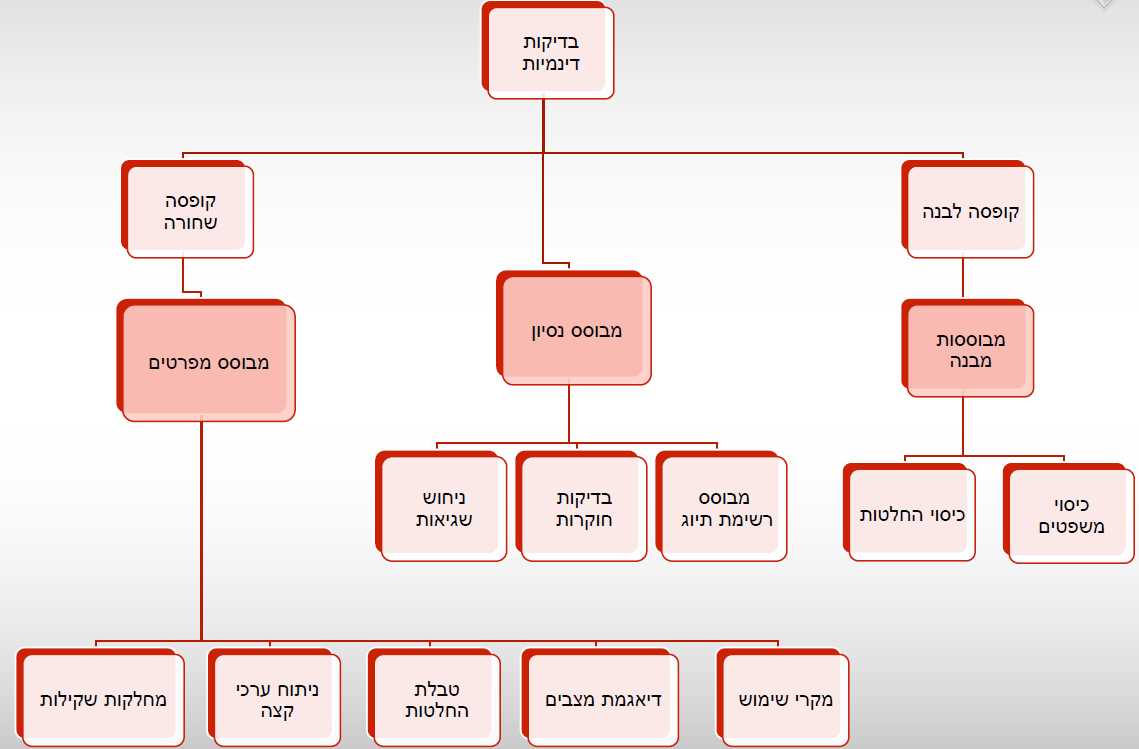 בדיקות
דינמיות
קופסה לבנה
קופסה
שחורה
מבוסס נסיון
מבוססות
מבנה
מבוסס מפרטים
כיסוי
משפטים
כיסוי החלטות
מבוסס
רשימת תיוג
בדיקות
חוקרות
ניחוש
שגיאות
מקרי שימוש
דיאגמת מצבים
טבלת
החלטות
ניתוח ערכי
קצה
מחלקות שקילות